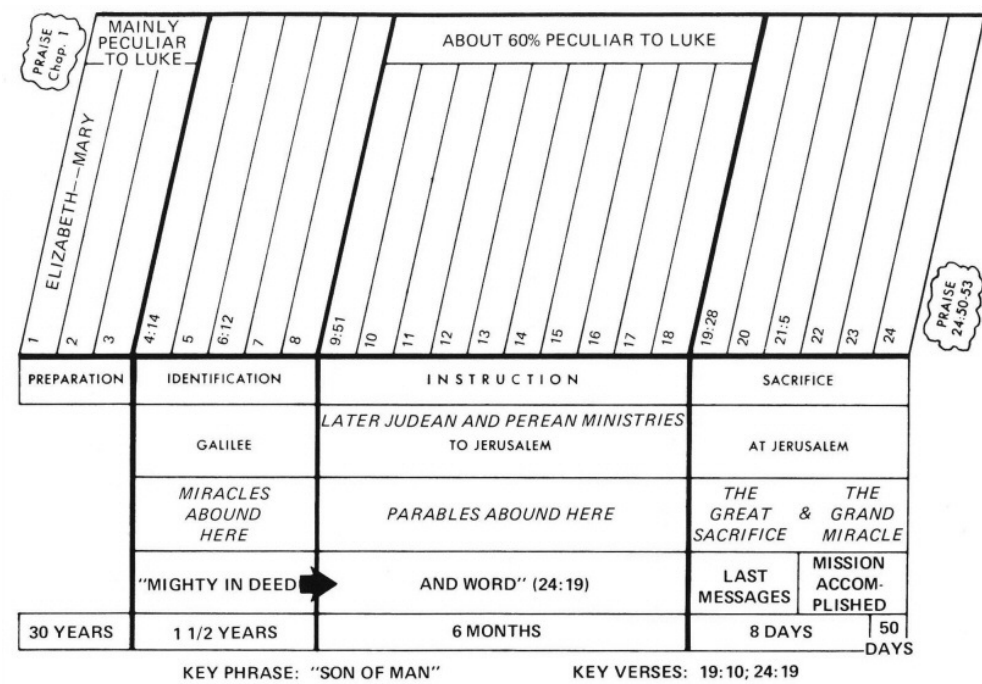 PRAISE
Chap. 1
MAINLY
PECULIAR
TO LUKE
ABOUT 60% PECULIAR TO LUKE
ELIZABETH––MARY
PRAISE
24:50-53
1 2 3 4:14 5 6:12 7 8 9:51 10 11 12 13 14 15 16 17 18 19:28 20 21:5 22 23 24
PREPARATION IDENTIFICATION INSTRUCTION SACRIFICE
LATER JUDEAN AND PEREAN MINISTRIES
GALILEE TO JERUSALEM AT JERUSALEM
MIRACLES
ABOUND
HERE
PARABLES ABOUND HERE
THE THE
GREAT & GRAND
SACRIFICE MIRACLE
"MIGHTY IN DEED AND WORD" (24:19)
LAST
MESSAGES
MISSION
ACCOM-
PLISHED
30 YEARS 1 1/2 YEARS 6 MONTHS 8 DAYS 50
DAYS
KEY PHRASE: "SON OF MAN" KEY VERSES: 19:10; 24:19